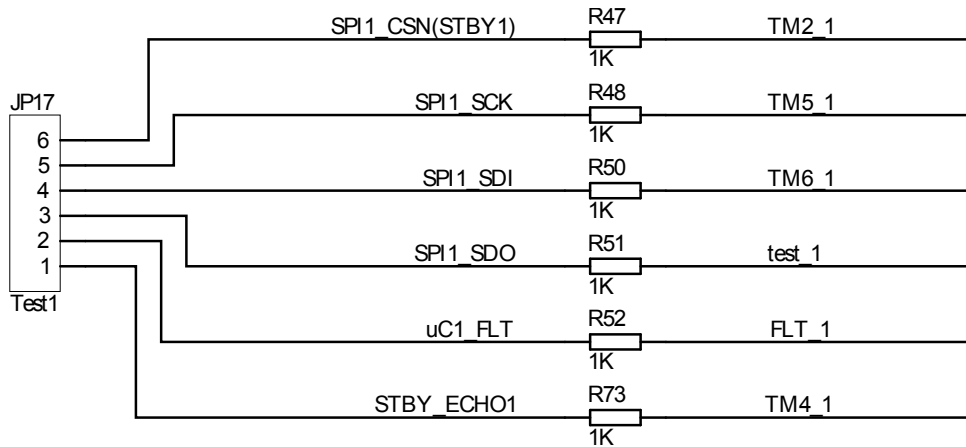 SPI1_CSN(STBY1) R47 TM2_1
1K
JP17
SPI1_SCK R48 TM5_1
1K
6
5
4
3
2
1
Test1
SPI1_SDI R50 TM6_1
1K
SPI1_SDO R51 test_1
1K
uC1_FLT R52 FLT_1
1K
STBY_ECHO1 R73 TM4_1
1K